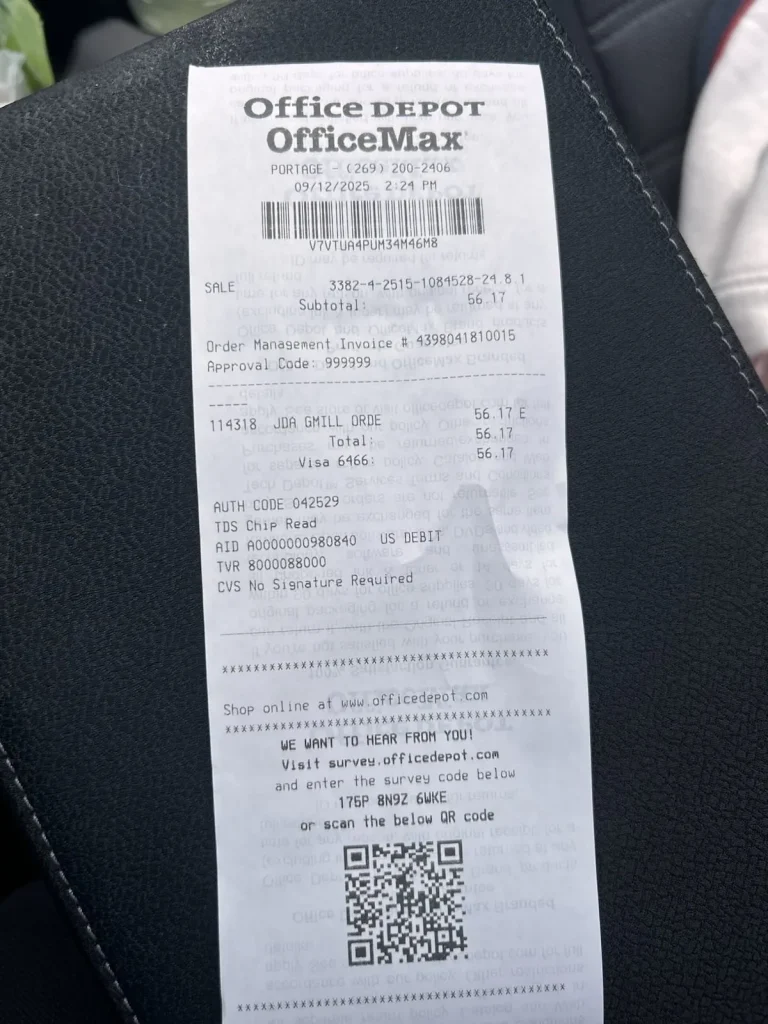 Office DEPOT
OfficeMax
PORTAGE - (269) 200-2406
09/12/2025 2:24 PM
V7VTUA4PUM34M46M8
SALE 3382-4-2515-1084528-24.8.1
Subtotal: 56.17
Order Management Invoice # 4398041810015
Approval Code: 999999
--------------------------------------------
-----
114318 JDA GMILL ORDE 56.17 E
Total: 56.17
Visa 6466: 56.17
AUTH CODE 042529
TDS Chip Read
AID A0000000980840 US DEBIT
TVR 8000088000
CVS No Signature Required
xxxxxxxxxxxxxxxxxxxxxxxxxxxxxxxxxxxxxxxxxx
Shop online at www.officedepot.com
xxxxxxxxxxxxxxxxxxxxxxxxxxxxxxxxxxxxxxxxxx
WE WANT TO HEAR FROM YOU!
Visit survey.officedepot.com
and enter the survey code below
175P 8N9Z 6WKE
or scan the below QR code
xxxxxxxxxxxxxxxxxxxxxxxxxxxxxxxxxxxxxxxxxx